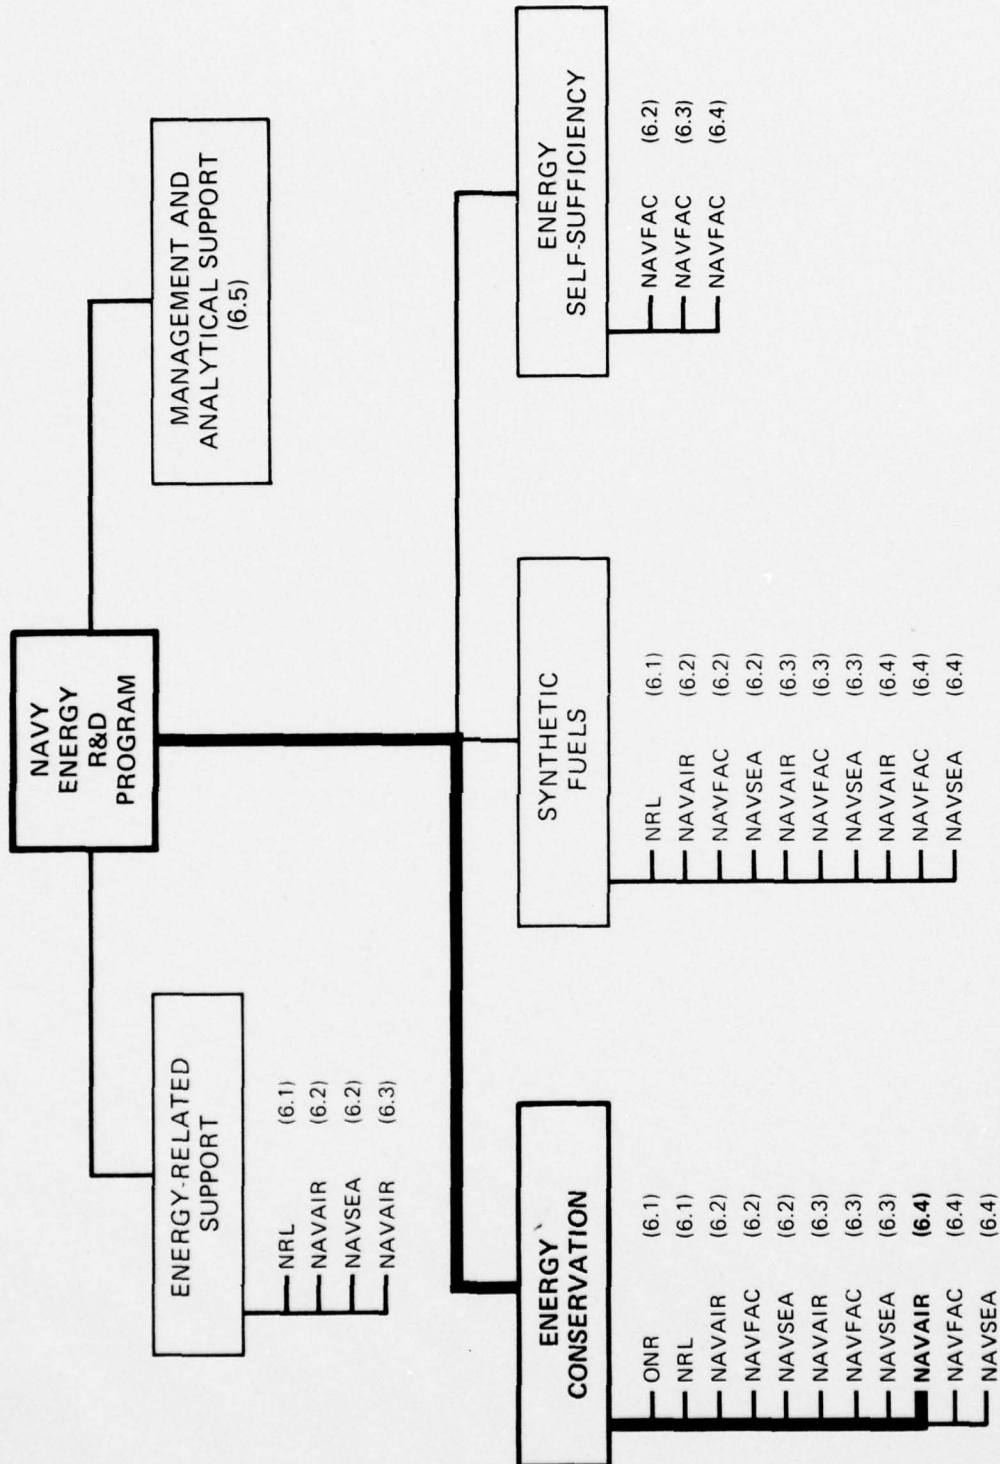 NAVY
ENERGY
R&D
PROGRAM
ENERGY-RELATED
SUPPORT
NRL (6.1)
NAVAIR (6.2)
NAVSEA (6.2)
NAVAIR (6.3)
MANAGEMENT AND
ANALYTICAL SUPPORT
(6.5)
ENERGY
CONSERVATION
ONR (6.1)
NRL (6.1)
NAVAIR (6.2)
NAVFAC (6.2)
NAVSEA (6.2)
NAVAIR (6.3)
NAVFAC (6.3)
NAVSEA (6.3)
NAVAIR (6.4)
NAVFAC (6.4)
NAVSEA (6.4)
SYNTHETIC
FUELS
NRL (6.1)
NAVAIR (6.2)
NAVFAC (6.2)
NAVSEA (6.2)
NAVAIR (6.3)
NAVFAC (6.3)
NAVSEA (6.3)
NAVAIR (6.4)
NAVFAC (6.4)
NAVSEA (6.4)
ENERGY
SELF-SUFFICIENCY
NAVFAC (6.2)
NAVFAC (6.3)
NAVFAC (6.4)